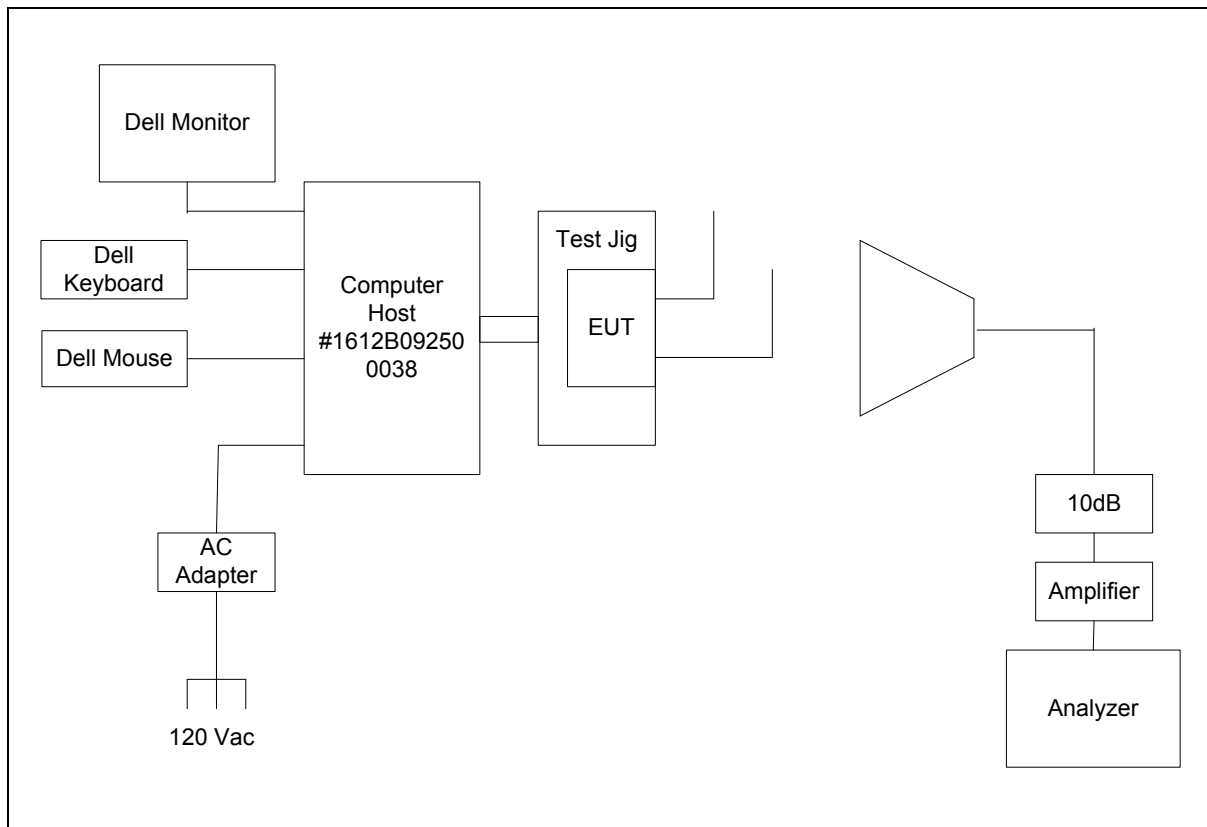 Dell Monitor
Dell
Keyboard
Dell Mouse
Computer
Host
#1612B09250
0038
Test Jig
EUT
AC
Adapter
120 Vac
10dB
Amplifier
Analyzer